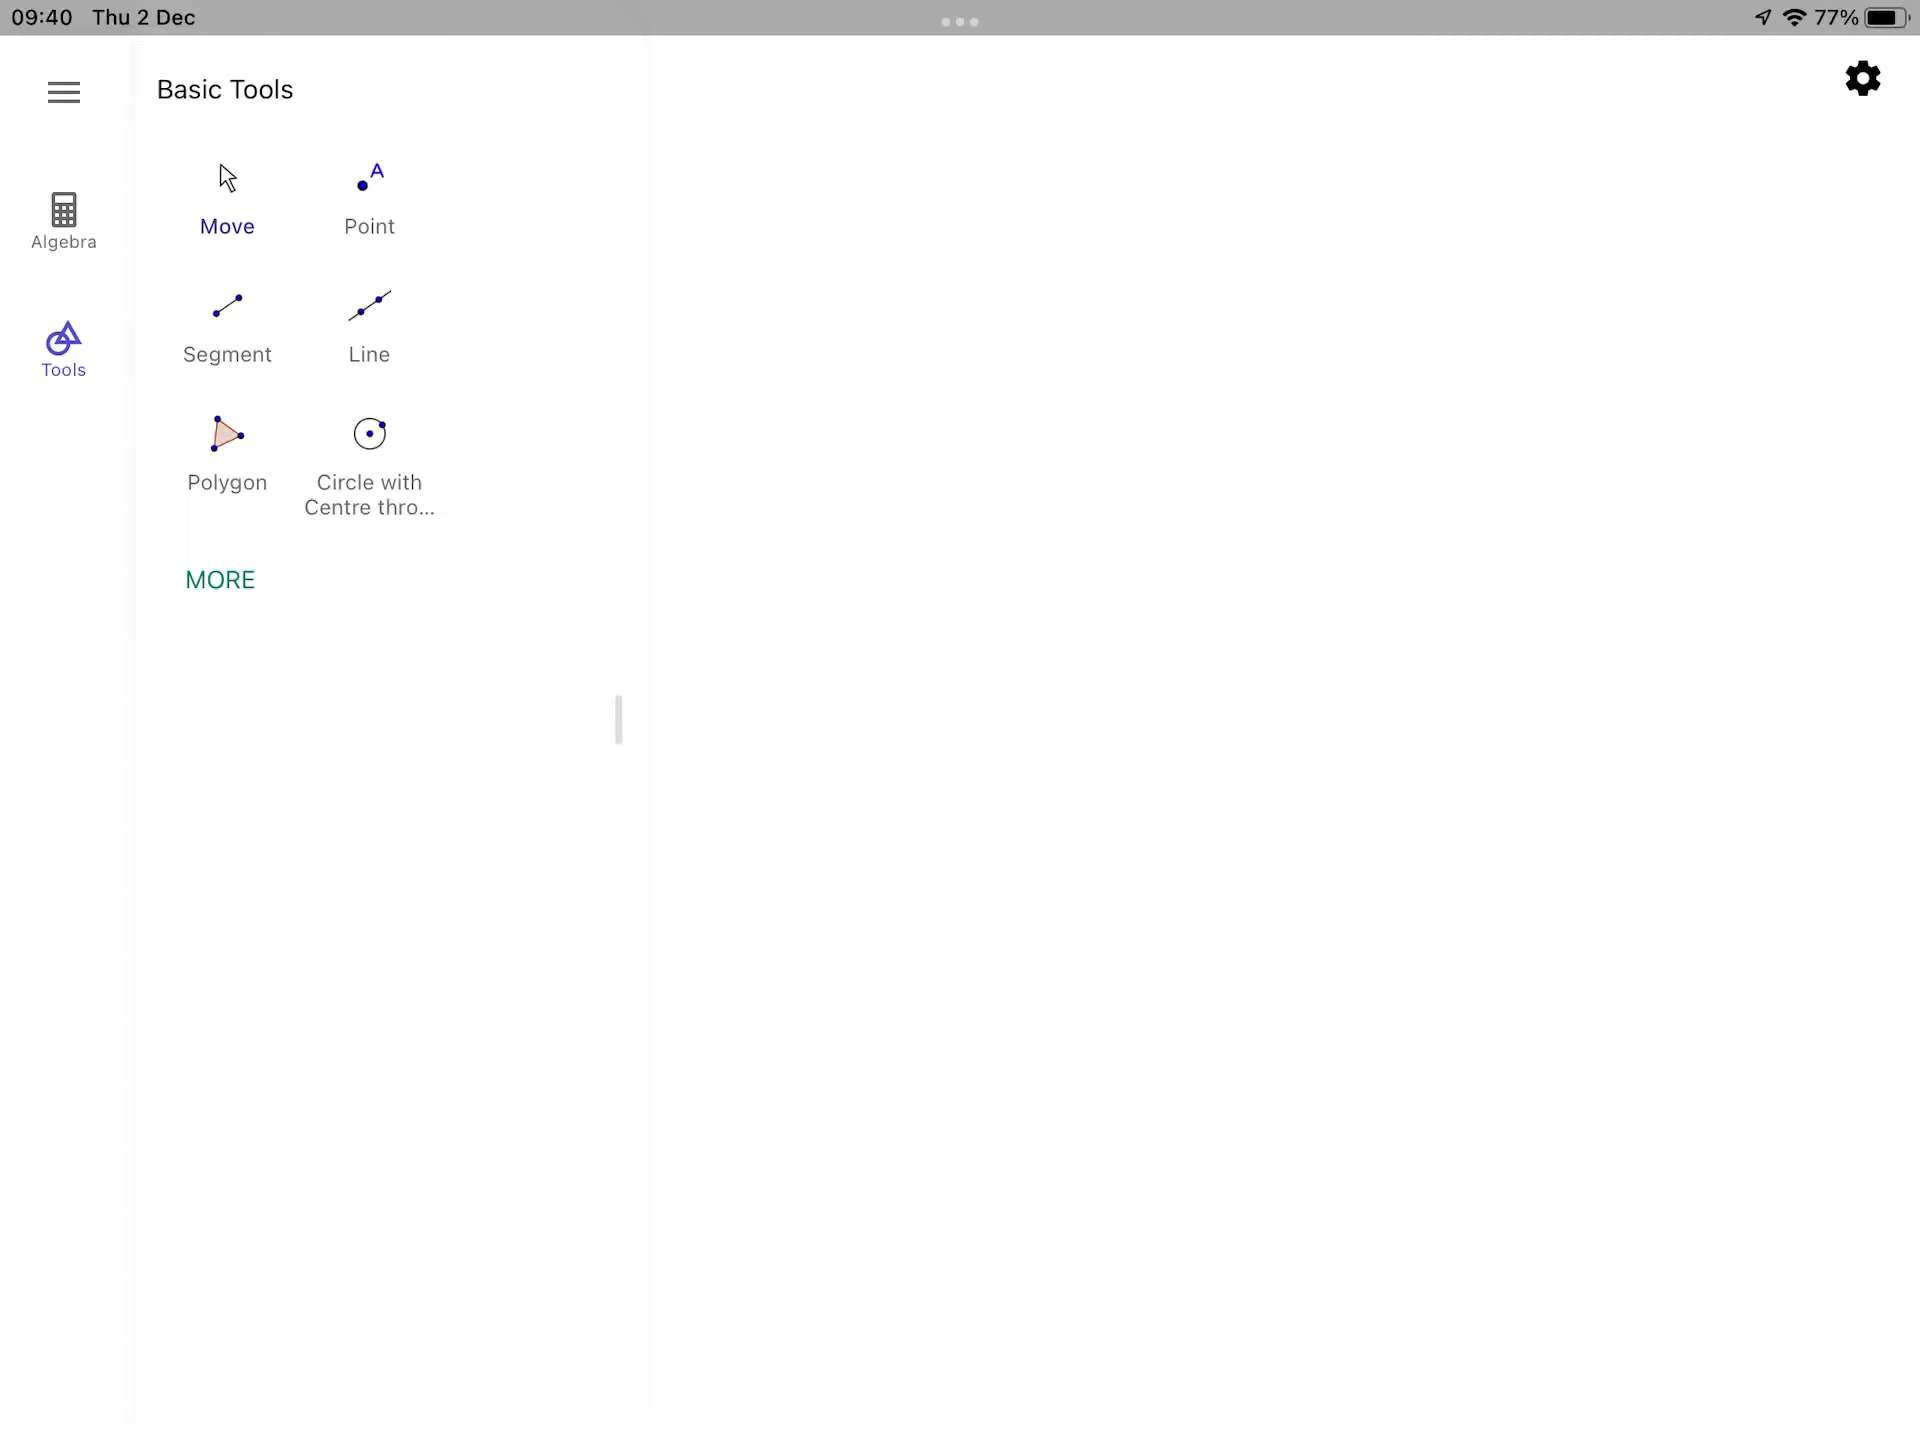 09:40 Thu 2 Dec
77%
Basic Tools
A
Move
Point
Algebra
Segment
Line
Tools
Polygon
Circle with
Centre thro...
MORE